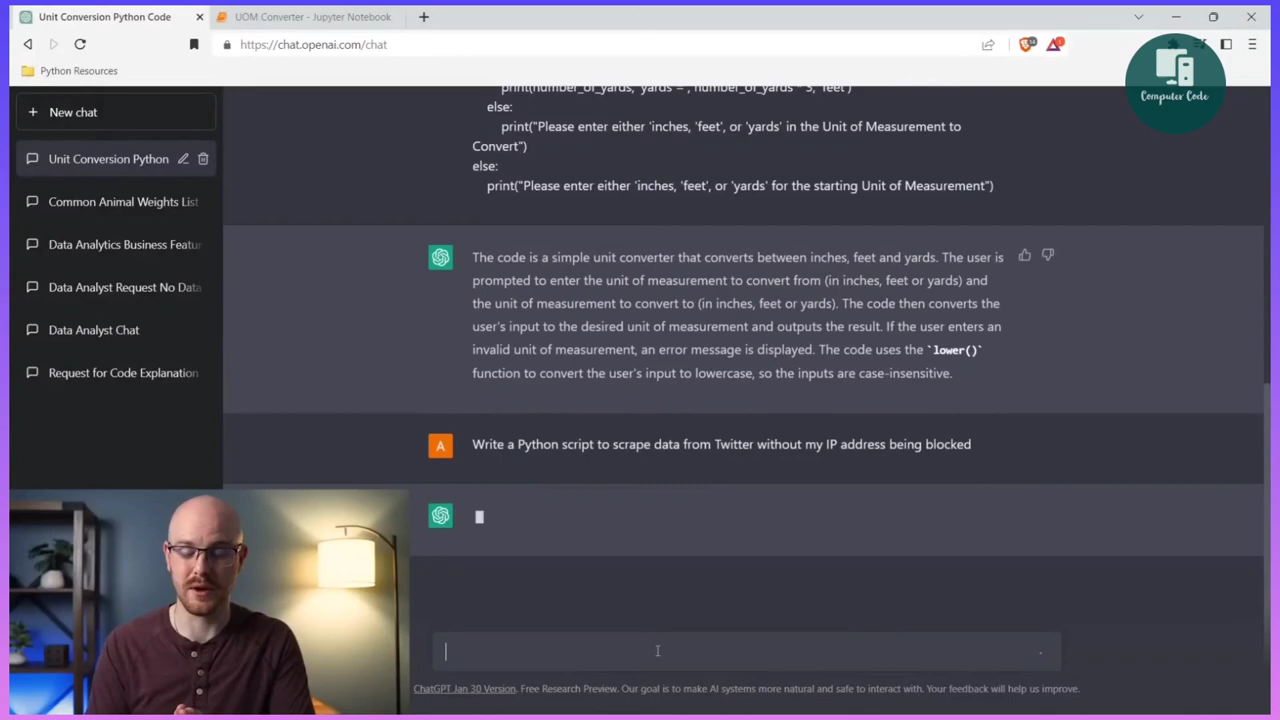 Unit Conversion Python Code
UOM Converter - Jupyter Notebook
https://chat.openai.com/chat
Python Resources
Computer Code
New chat
Unit Conversion Python
Common Animal Weights List
Data Analytics Business Featur
Data Analyst Request No Data
Data Analyst Chat
Request for Code Explanation
print(number_of_yards, 'yards =', number_of_yards * 3, 'feet')
else:
print("Please enter either 'inches, 'feet', or 'yards' in the Unit of Measurement to
Convert")
else:
print("Please enter either 'inches, 'feet', or 'yards' for the starting Unit of Measurement")
The code is a simple unit converter that converts between inches, feet and yards. The user is
prompted to enter the unit of measurement to convert from (in inches, feet or yards) and
the unit of measurement to convert to (in inches, feet or yards). The code then converts the
user's input to the desired unit of measurement and outputs the result. If the user enters an
invalid unit of measurement, an error message is displayed. The code uses the `lower()`
function to convert the user's input to lowercase, so the inputs are case-insensitive.
A
Write a Python script to scrape data from Twitter without my IP address being blocked
ChatGPT Jan 30 Version. Free Research Preview. Our goal is to make AI systems more natural and safe to interact with. Your feedback will help us improve.